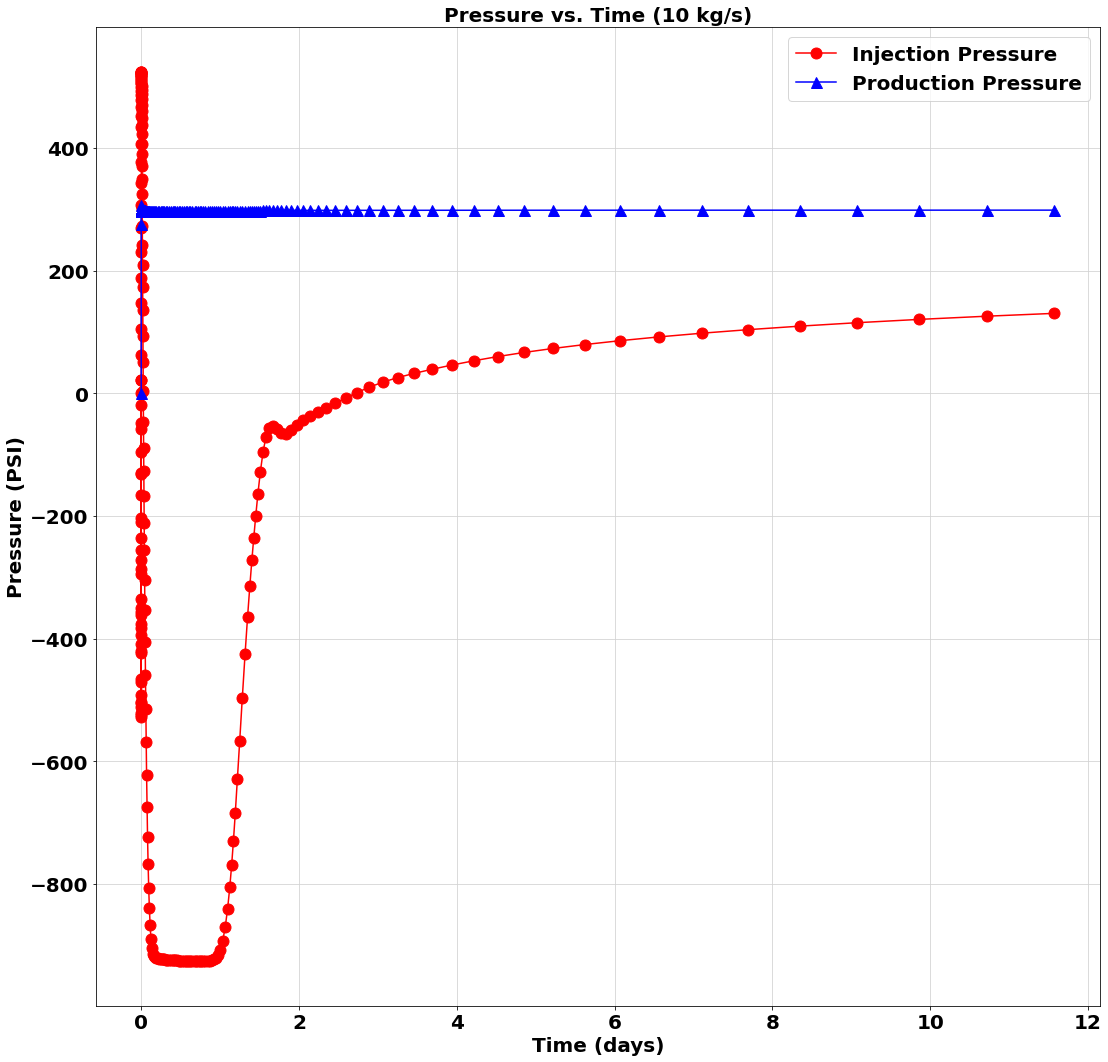 Pressure vs. Time (10 kg/s)
Injection Pressure
Production Pressure
400
200
0
−200
−400
−600
−800
Pressure (PSI)
0 2 4 6 8 10 12
Time (days)